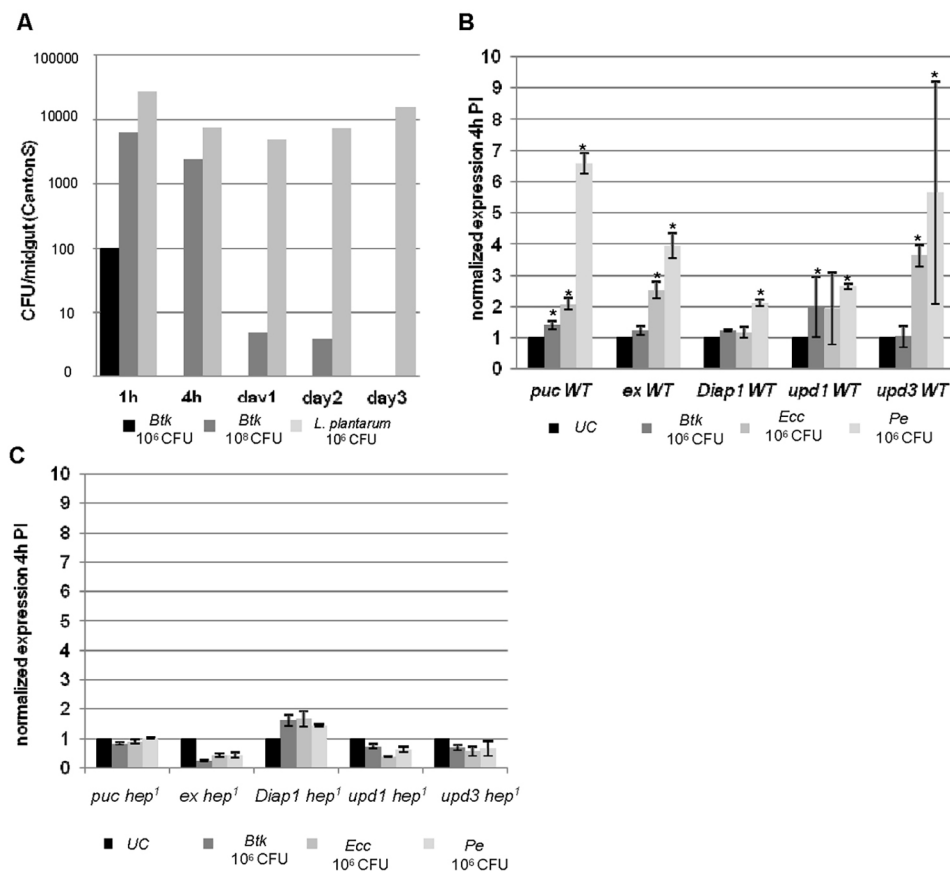 A
CFU/midgut (CantonS)
100000
10000
1000
100
10
0
1h 4h day1 day2 day3
Btk 10⁶ CFU
Btk 10⁸ CFU
L. plantarum 10⁶ CFU
B
normalized expression 4h PI
10
9
8
7
6
5
4
3
2
1
0
* * * * * * * * * *
puc WT ex WT Diap1 WT upd1 WT upd3 WT
UC
Btk 10⁶ CFU
Ecc 10⁶ CFU
Pe 10⁶ CFU
C
normalized expression 4h PI
10
9
8
7
6
5
4
3
2
1
0
puc hep¹ ex hep¹ Diap1 hep¹ upd1 hep¹ upd3 hep¹
UC
Btk 10⁶ CFU
Ecc 10⁶ CFU
Pe 10⁶ CFU